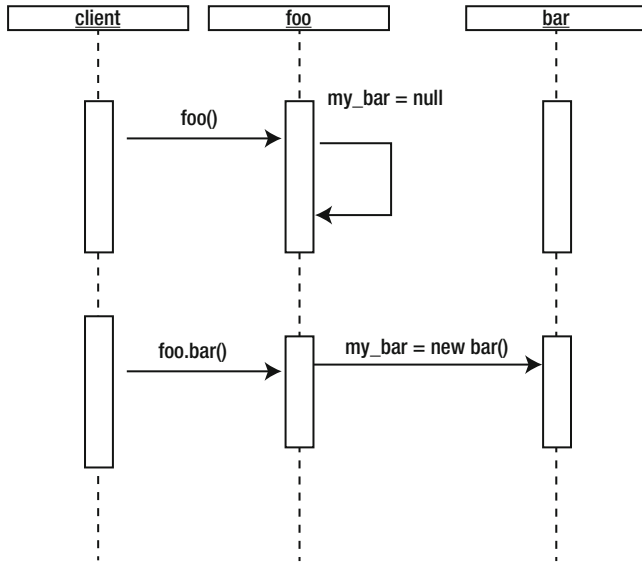 client
foo
bar
my_bar = null
foo()
foo.bar()
my_bar = new bar()